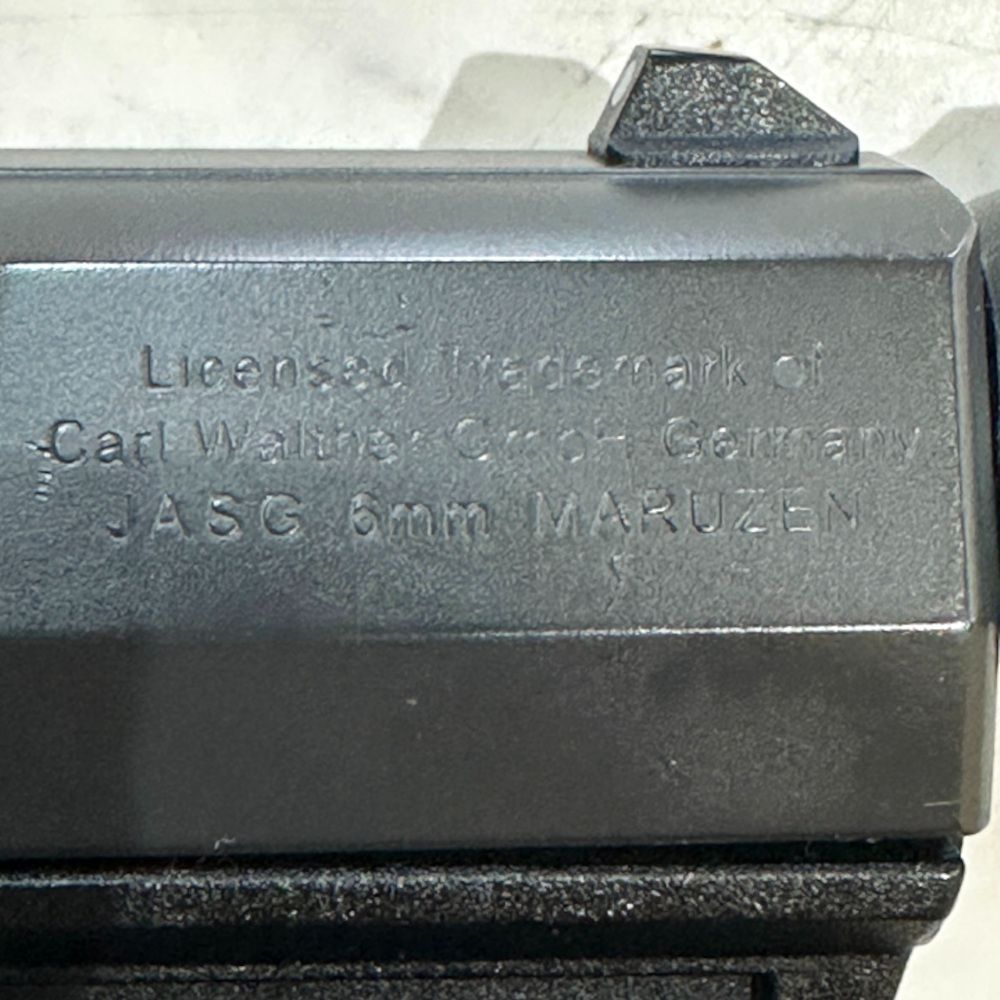 Licensed Trademark of
Carl Walther GmbH Germany
JASG 6mm MARUZEN